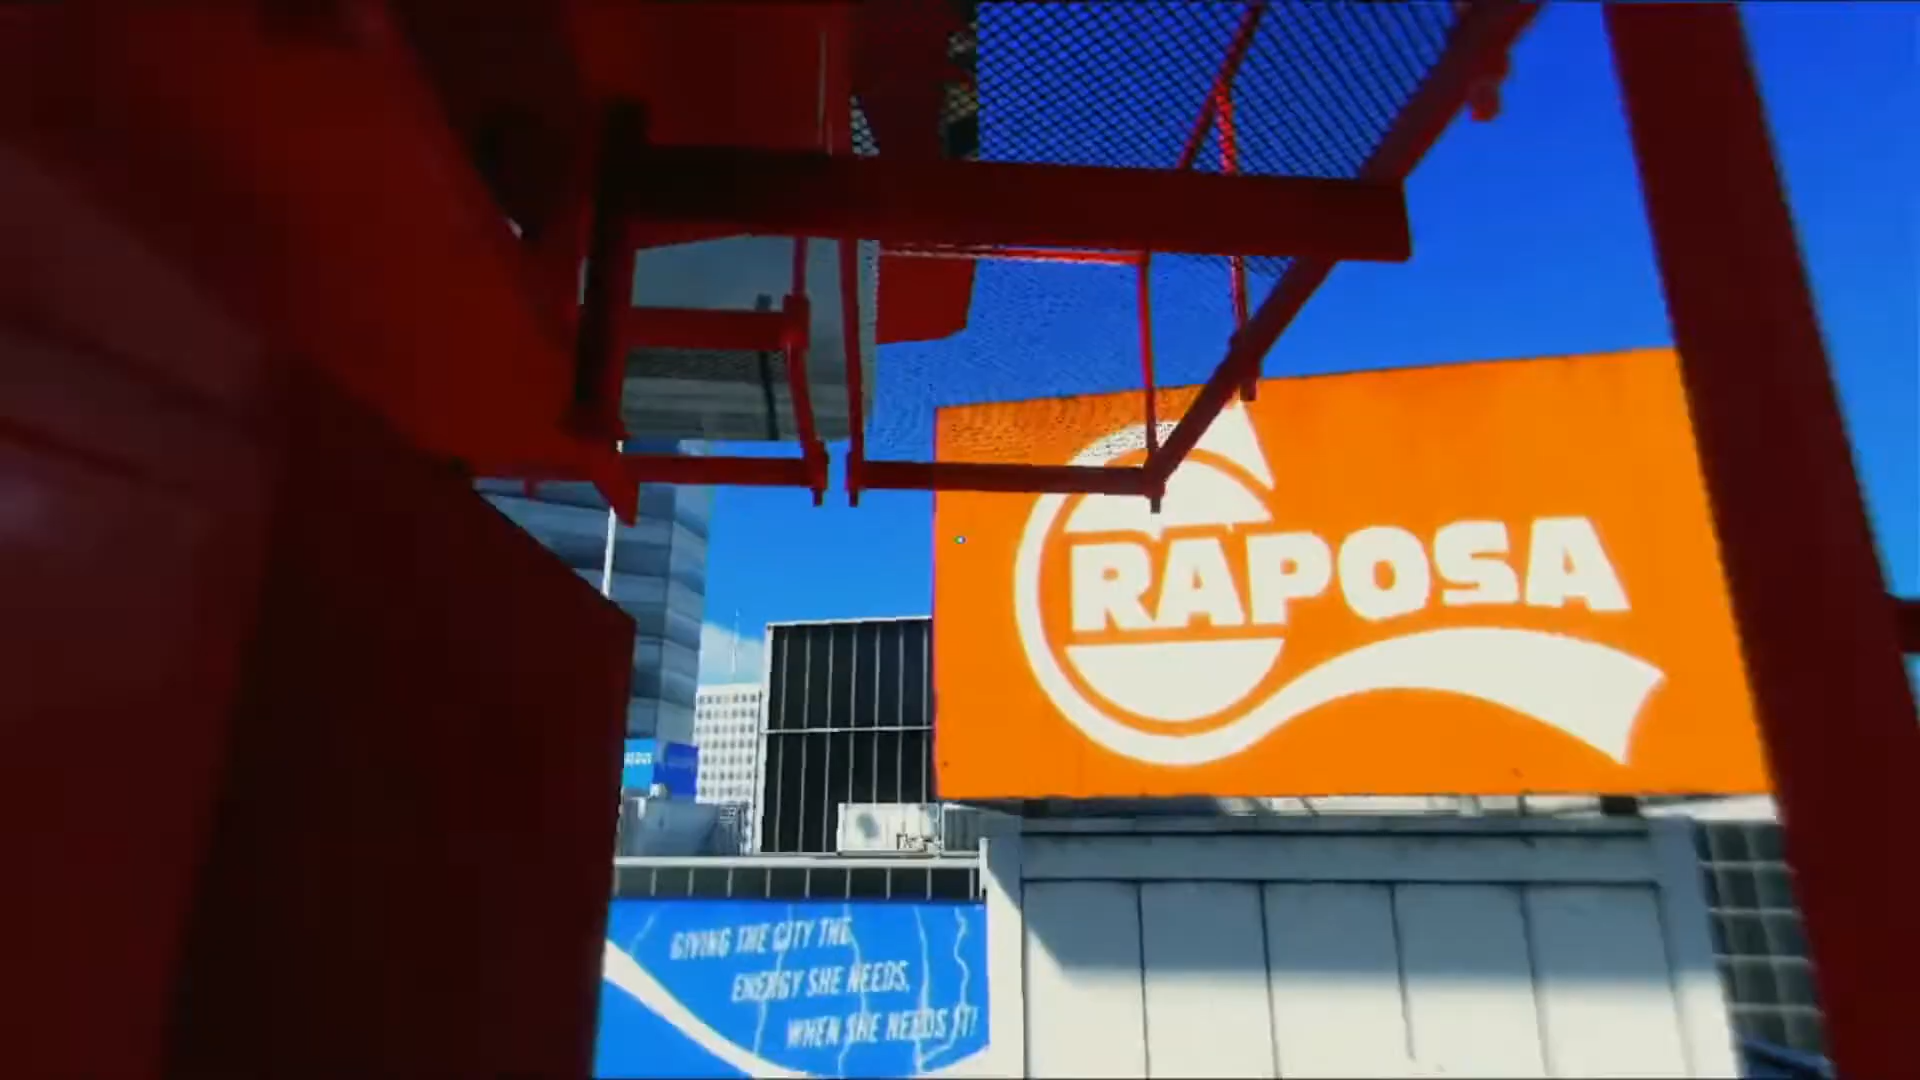 RAPOSA
GIVING THE CITY THE
ENERGY SHE NEEDS,
WHEN SHE NEEDS IT!